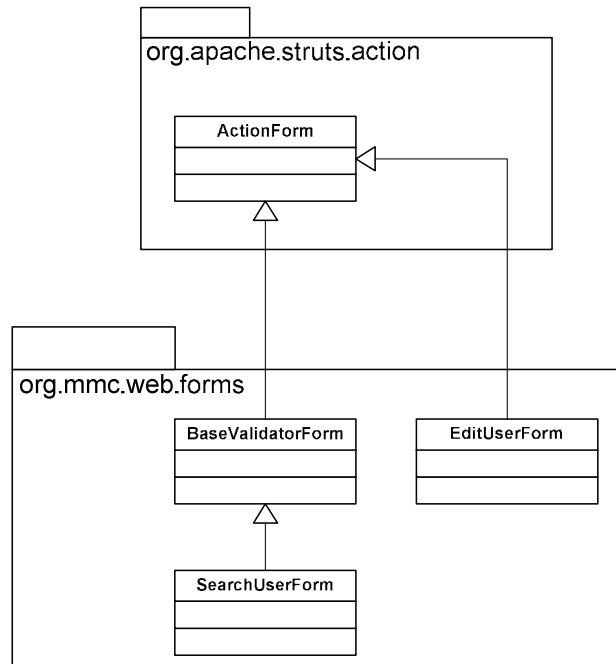 org.apache.struts.action
ActionForm
org.mmc.web.forms
BaseValidatorForm
EditUserForm
SearchUserForm